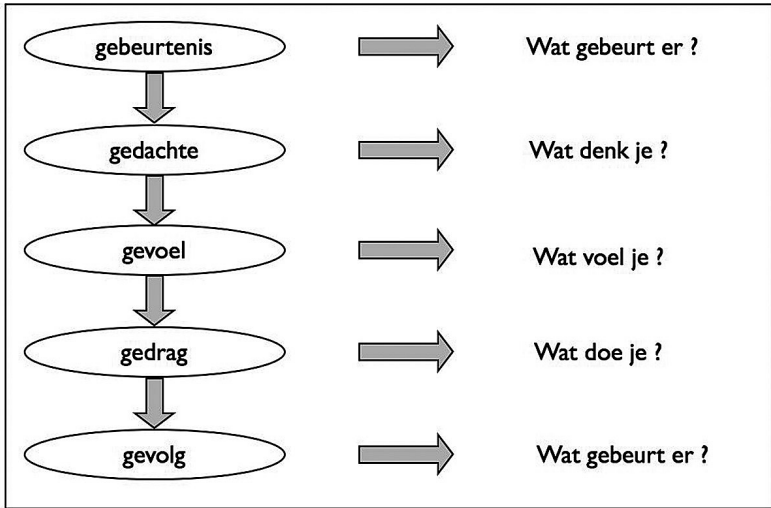 gebeurtenis
Wat gebeurt er ?
gedachte
Wat denk je ?
gevoel
Wat voel je ?
gedrag
Wat doe je ?
gevolg
Wat gebeurt er ?